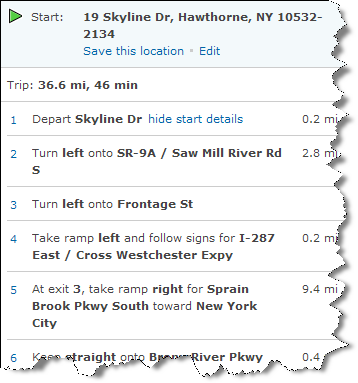 Start: 19 Skyline Dr, Hawthorne, NY 10532-
2134
Save this location • Edit
Trip: 36.6 mi, 46 min
1 Depart Skyline Dr hide start details 0.2 mi
2 Turn left onto SR-9A / Saw Mill River Rd 2.8 mi
S
3 Turn left onto Frontage St
4 Take ramp left and follow signs for I-287 0.2 mi
East / Cross Westchester Expy
5 At exit 3, take ramp right for Sprain 9.4 mi
Brook Pkwy South toward New York
City
6 Keep straight onto Bronx River Pkwy 0.4